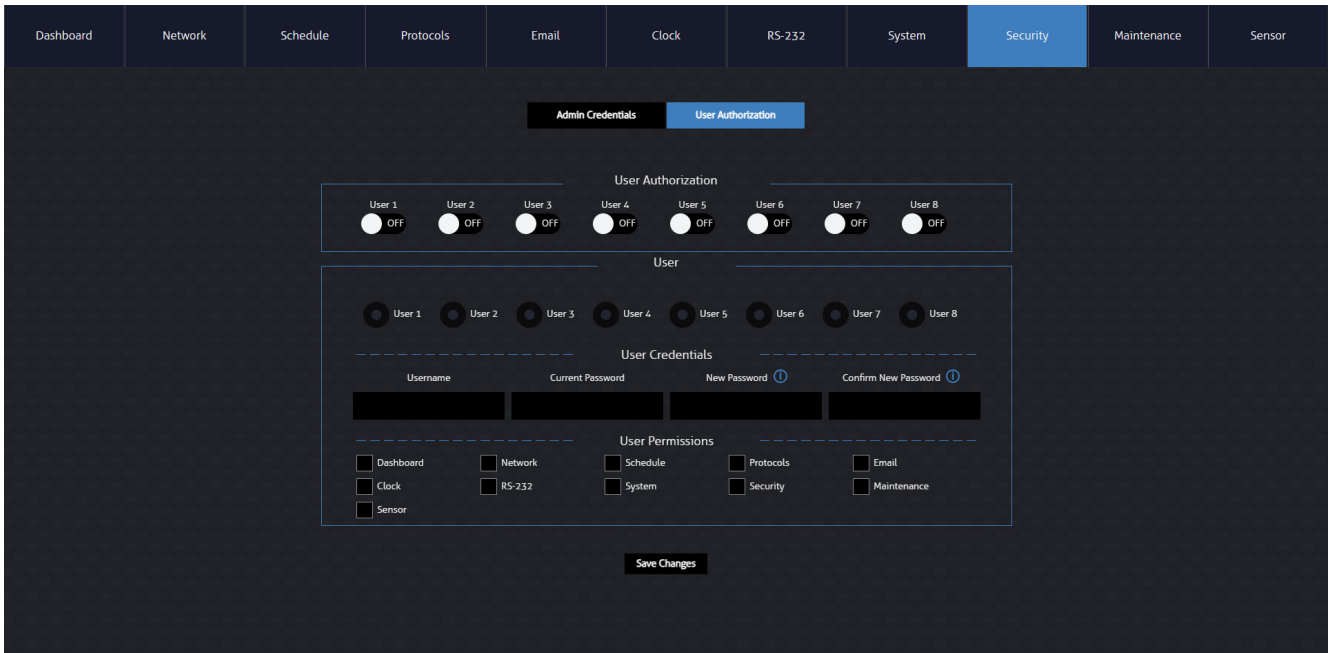 Dashboard Network Schedule Protocols Email Clock RS-232 System Security Maintenance Sensor
Admin Credentials User Authorization
User Authorization
User 1 User 2 User 3 User 4 User 5 User 6 User 7 User 8
OFF OFF OFF OFF OFF OFF OFF OFF
User
User 1 User 2 User 3 User 4 User 5 User 6 User 7 User 8
User Credentials
Username Current Password New Password Confirm New Password
User Permissions
Dashboard Network Schedule Protocols Email
Clock RS-232 System Security Maintenance
Sensor
Save Changes